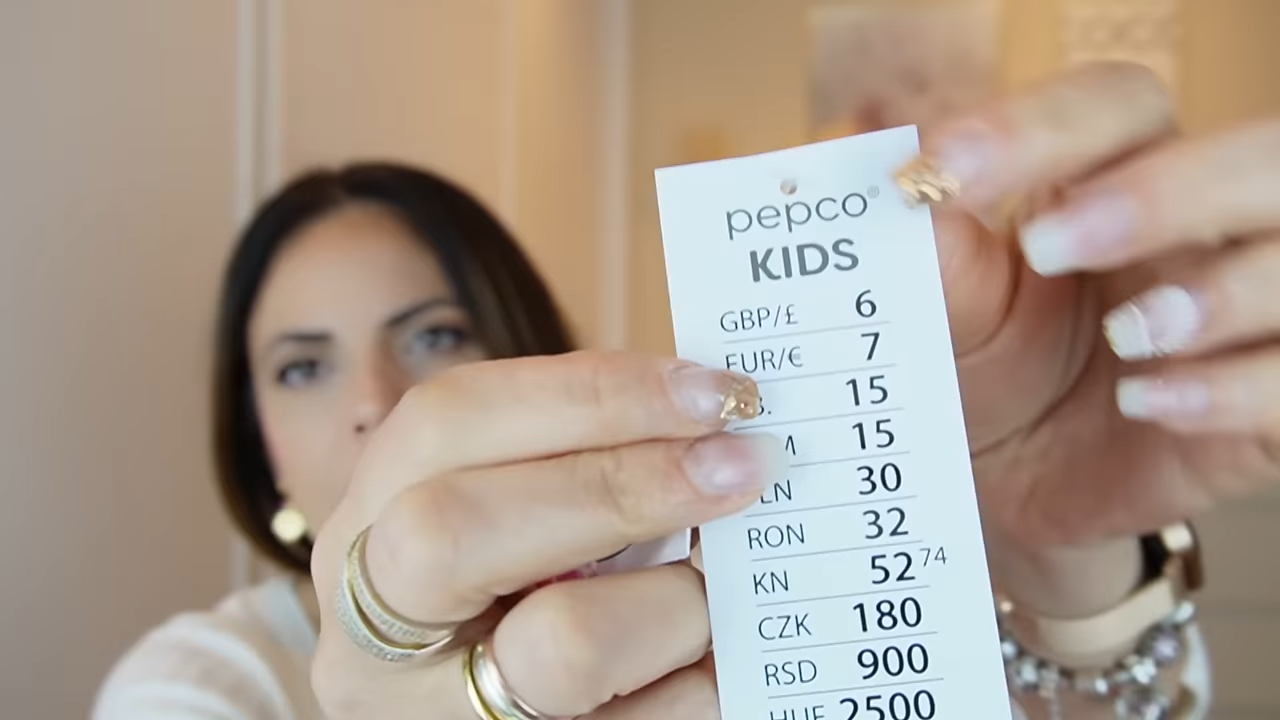 pepco®
KIDS
GBP/£ 6
EUR/€ 7
15
15
30
RON 32
KN 52 74
CZK 180
RSD 900
HUF 2500